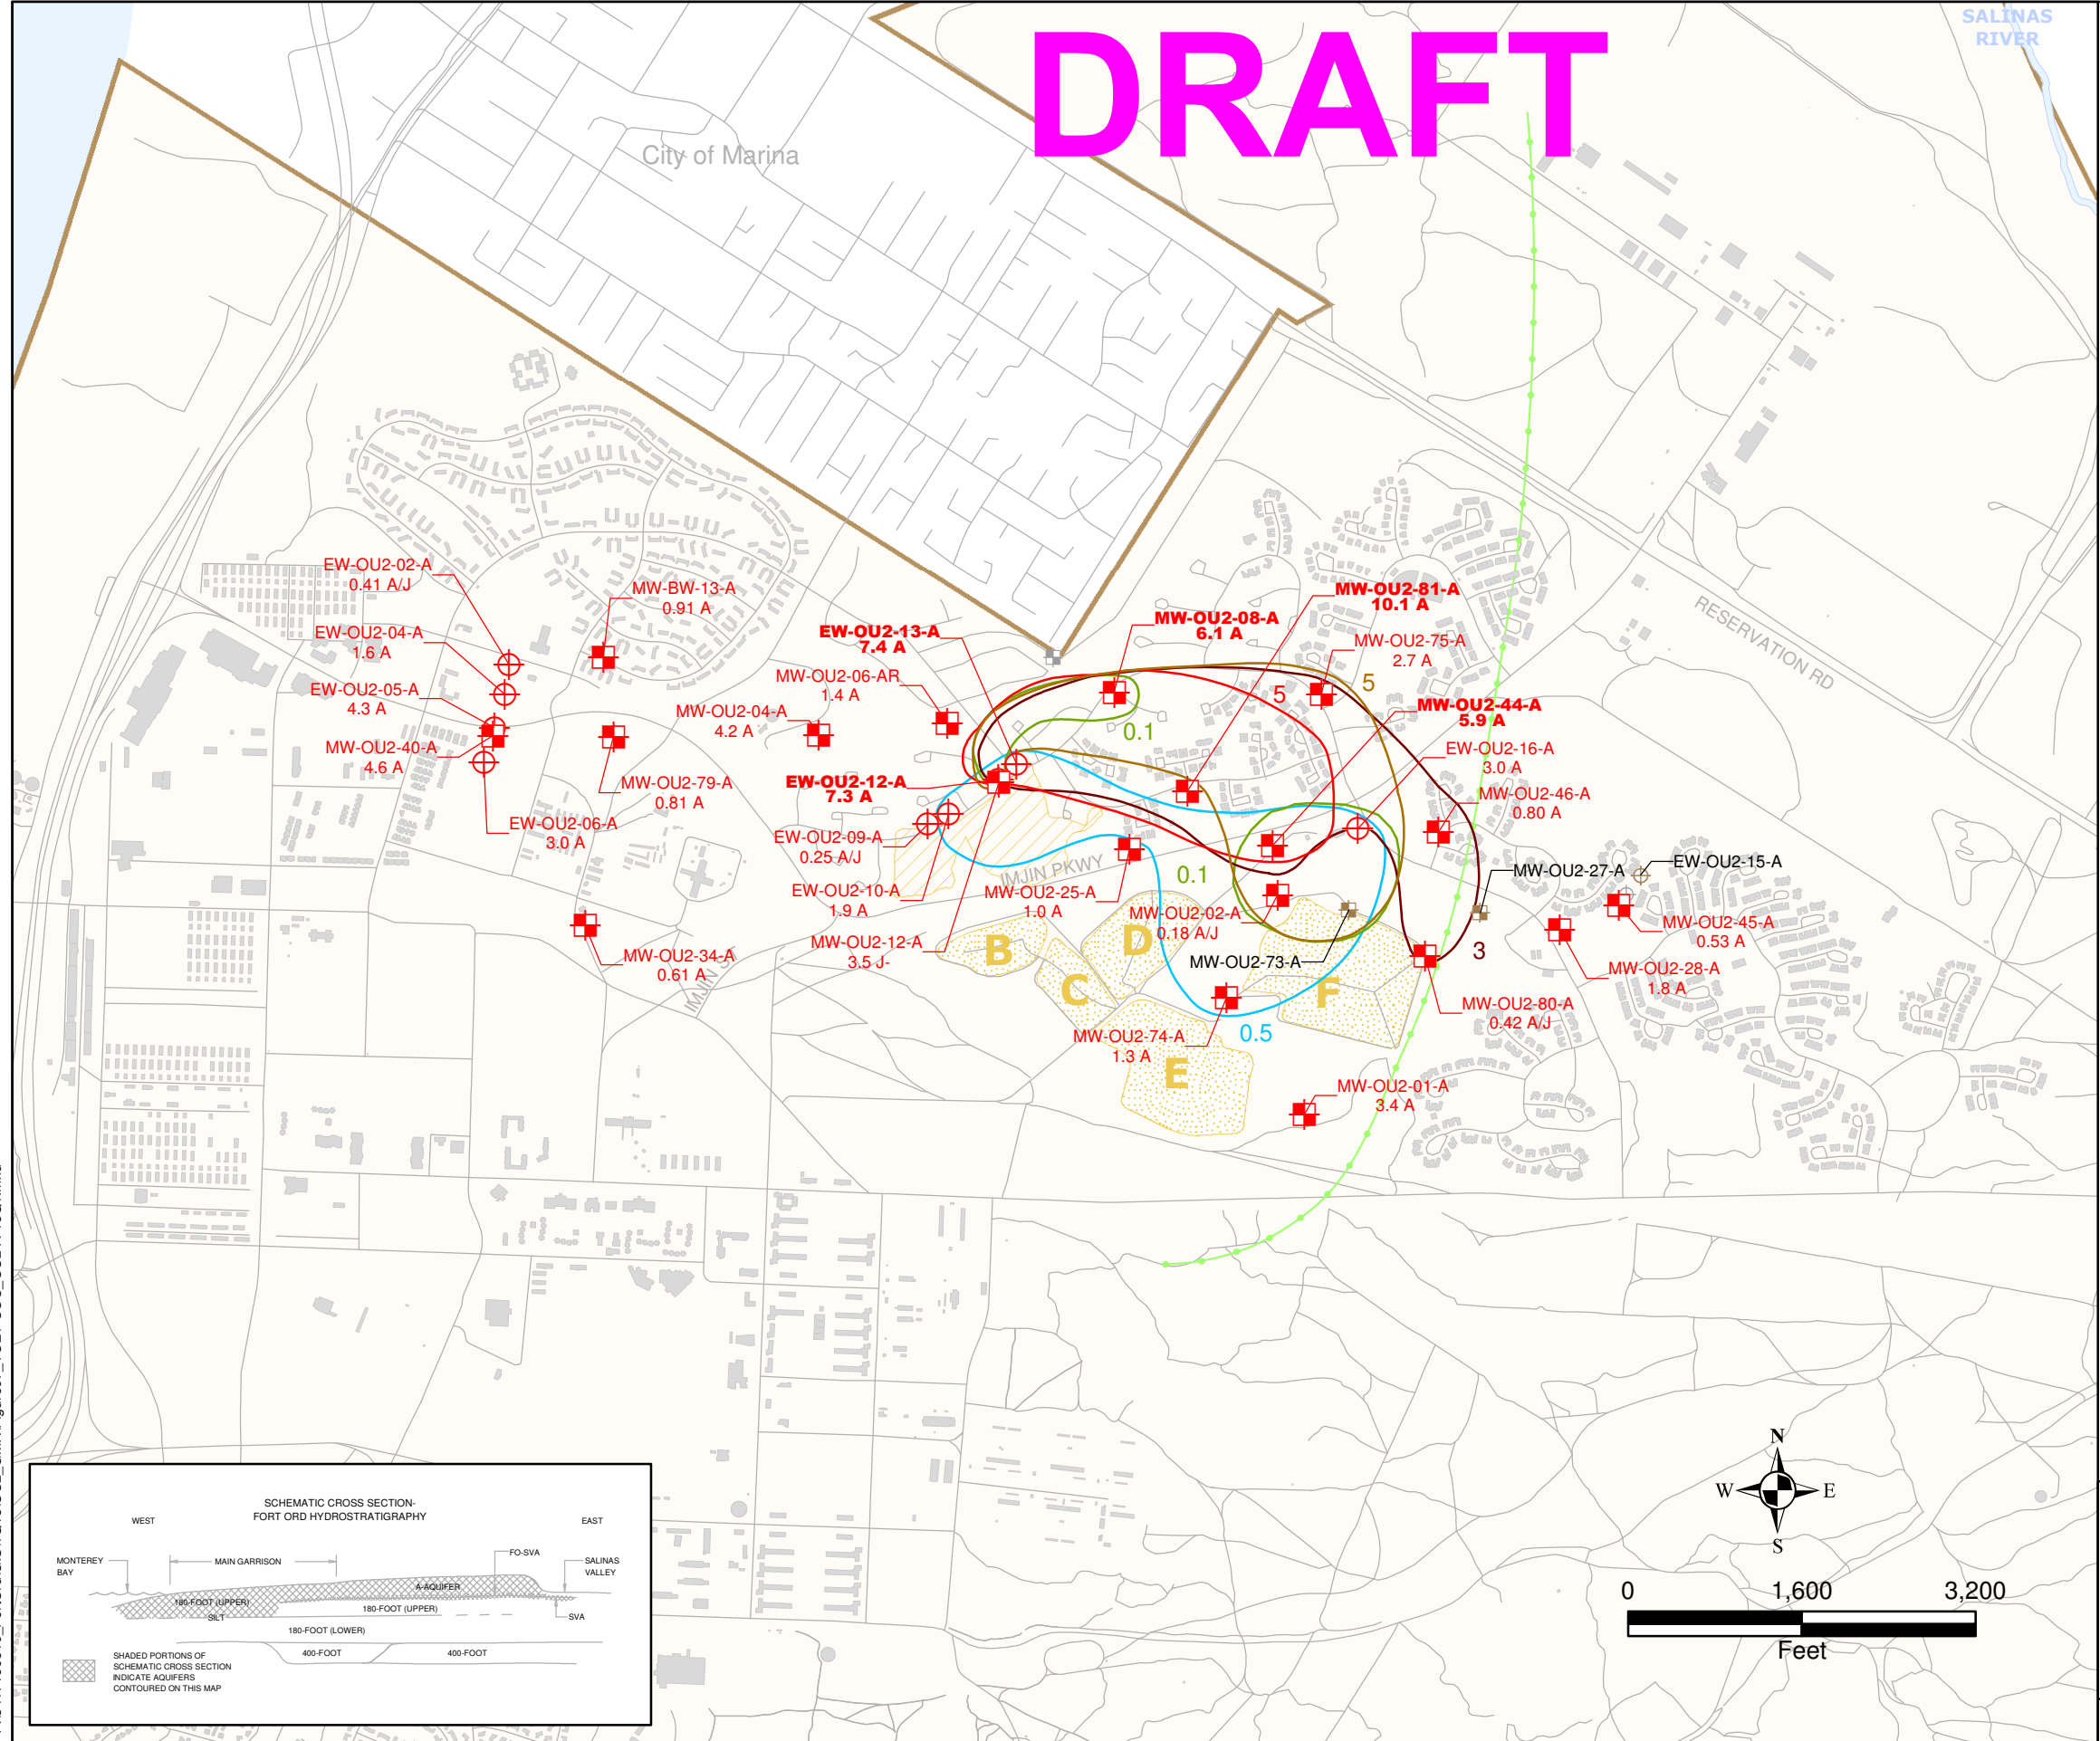 SALINAS
RIVER
DRAFT
City of Marina
EW-OU2-02-A
0.41 A/J
MW-BW-13-A
0.91 A
EW-OU2-04-A
1.6 A
EW-OU2-05-A
4.3 A
MW-OU2-40-A
4.6 A
EW-OU2-06-A
3.0 A
MW-OU2-79-A
0.81 A
MW-OU2-34-A
0.61 A
EW-OU2-13-A
7.4 A
MW-OU2-06-AR
1.4 A
MW-OU2-04-A
4.2 A
EW-OU2-12-A
7.3 A
EW-OU2-09-A
0.25 A/J
EW-OU2-10-A
1.9 A
MW-OU2-12-A
3.5 J-
MW-OU2-08-A
6.1 A
MW-OU2-81-A
10.1 A
MW-OU2-75-A
2.7 A
MW-OU2-44-A
5.9 A
EW-OU2-16-A
3.0 A
MW-OU2-46-A
0.80 A
MW-OU2-27-A
EW-OU2-15-A
MW-OU2-45-A
0.53 A
MW-OU2-28-A
1.8 A
MW-OU2-80-A
0.42 A/J
MW-OU2-25-A
1.0 A
MW-OU2-02-A
0.18 A/J
MW-OU2-73-A
MW-OU2-74-A
1.3 A
MW-OU2-01-A
3.4 A
5
5
0.1
0.1
0.5
3
B
C
D
E
F
RESERVATION RD
IMJIN PKWY
N
W
E
S
0
1,600
3,200
Feet
SCHEMATIC CROSS SECTION-
FORT ORD HYDROSTRATIGRAPHY
WEST
EAST
MONTEREY
BAY
MAIN GARRISON
FO-SVA
SALINAS
VALLEY
A-AQUIFER
180-FOOT (UPPER)
SILT
180-FOOT (UPPER)
SVA
180-FOOT (LOWER)
400-FOOT
400-FOOT
SHADED PORTIONS OF
SCHEMATIC CROSS SECTION
INDICATE AQUIFERS
CONTOURED ON THIS MAP